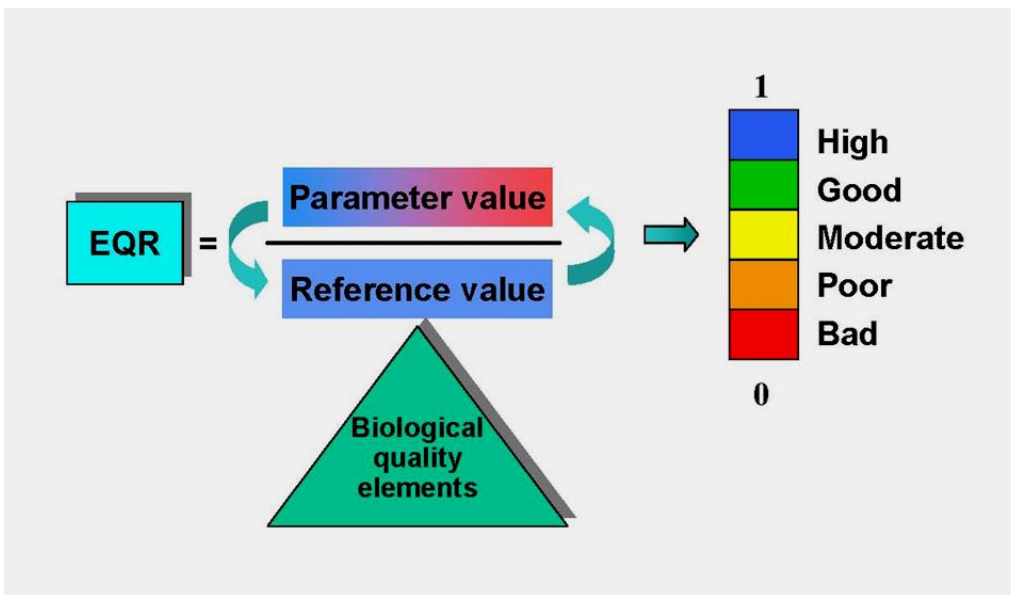 EQR
=
Parameter value
Reference value
Biological
quality
elements
1
High
Good
Moderate
Poor
Bad
0